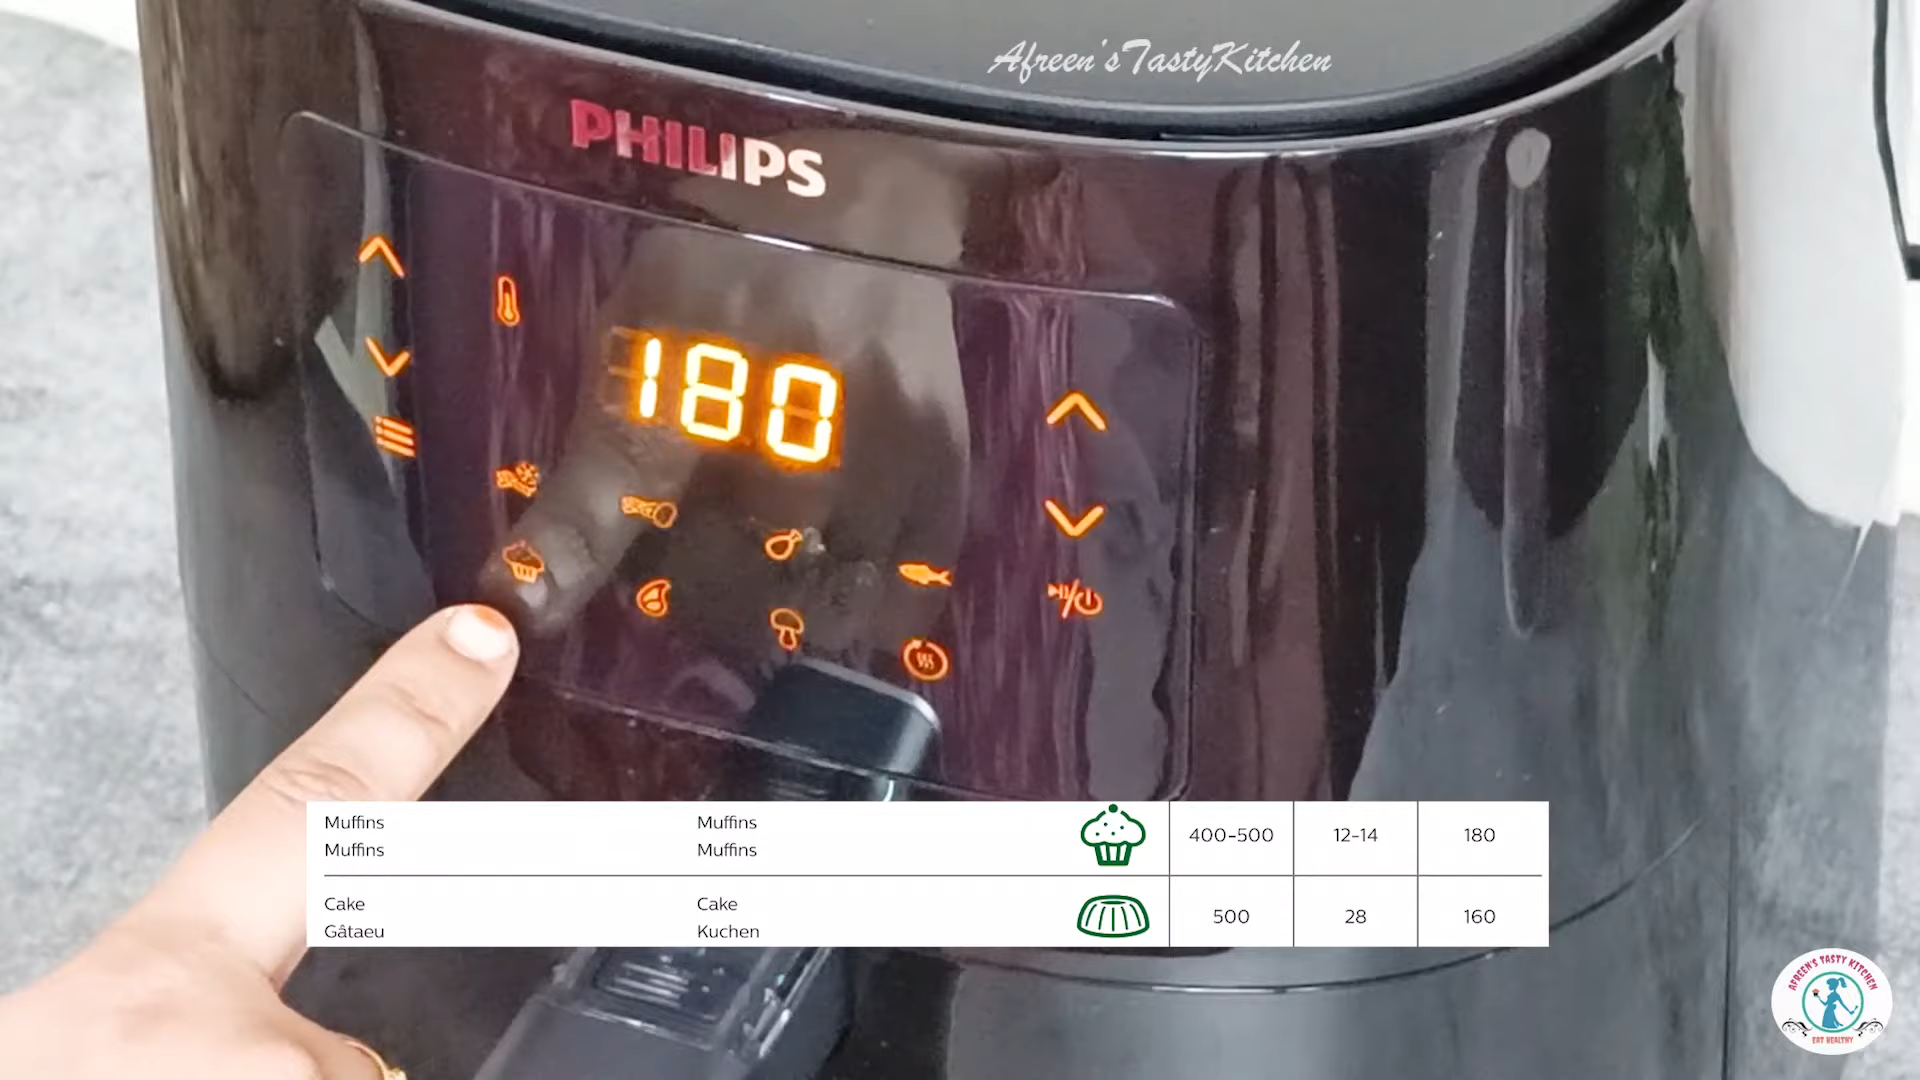 Afreen'sTastyKitchen
PHILIPS
180
Muffins Muffins 400-500 12-14 180
Muffins Muffins
Cake Cake 500 28 160
Gâtaeu Kuchen
AFREEN'S TASTY KITCHEN
EAT HEALTHY